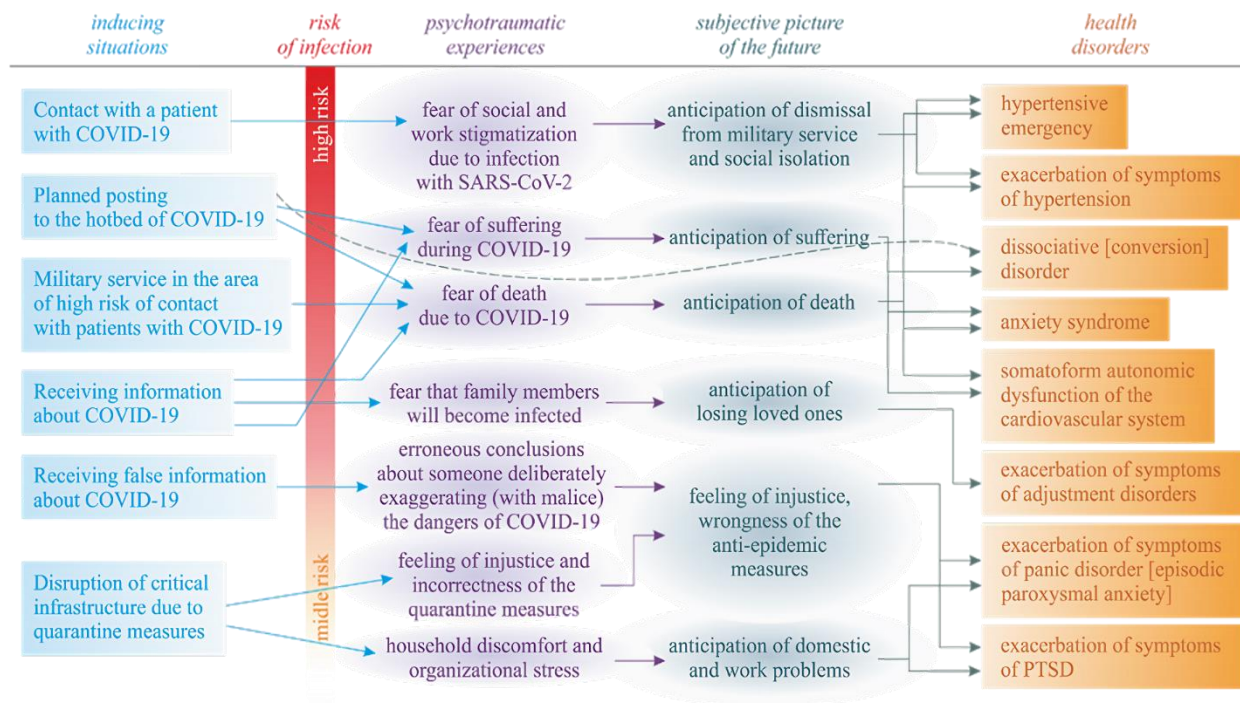 inducing
situations
risk
of infection
psychotraumatic
experiences
subjective picture
of the future
health
disorders
Contact with a patient
with COVID-19
Planned posting
to the hotbed of COVID-19
Military service in the area
of high risk of contact
with patients with COVID-19
Receiving information
about COVID-19
Receiving false information
about COVID-19
Disruption of critical
infrastructure due to
quarantine measures
high risk
midle risk
fear of social and
work stigmatization
due to infection
with SARS-CoV-2
fear of suffering
during COVID-19
fear of death
due to COVID-19
fear that family members
will become infected
erroneous conclusions
about someone deliberately
exaggerating (with malice)
the dangers of COVID-19
feeling of injustice and
incorrectness of the
quarantine measures
household discomfort and
organizational stress
anticipation of dismissal
from military service
and social isolation
anticipation of suffering
anticipation of death
anticipation of
losing loved ones
feeling of injustice,
wrongness of the
anti-epidemic
measures
anticipation of domestic
and work problems
hypertensive
emergency
exacerbation of symptoms
of hypertension
dissociative [conversion]
disorder
anxiety syndrome
somatoform autonomic
dysfunction of the
cardiovascular system
exacerbation of symptoms
of adjustment disorders
exacerbation of symptoms
of panic disorder [episodic
paroxysmal anxiety]
exacerbation of symptoms
of PTSD